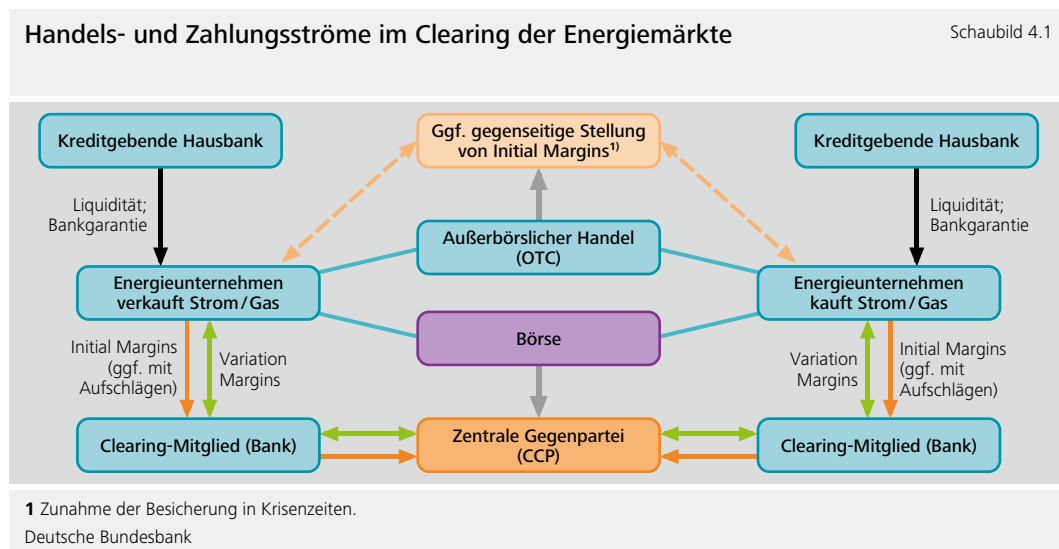 Handels- und Zahlungsströme im Clearing der Energiemärkte
Schaubild 4.1
Kreditgebende Hausbank
Ggf. gegenseitige Stellung
von Initial Margins1)
Kreditgebende Hausbank
Liquidität;
Bankgarantie
Liquidität;
Bankgarantie
Außerbörslicher Handel
(OTC)
Energieunternehmen
verkauft Strom/Gas
Energieunternehmen
kauft Strom/Gas
Börse
Initial Margins
(ggf. mit
Aufschlägen)
Variation
Margins
Variation
Margins
Initial Margins
(ggf. mit
Aufschlägen)
Clearing-Mitglied (Bank)
Zentrale Gegenpartei
(CCP)
Clearing-Mitglied (Bank)
1 Zunahme der Besicherung in Krisenzeiten.
Deutsche Bundesbank